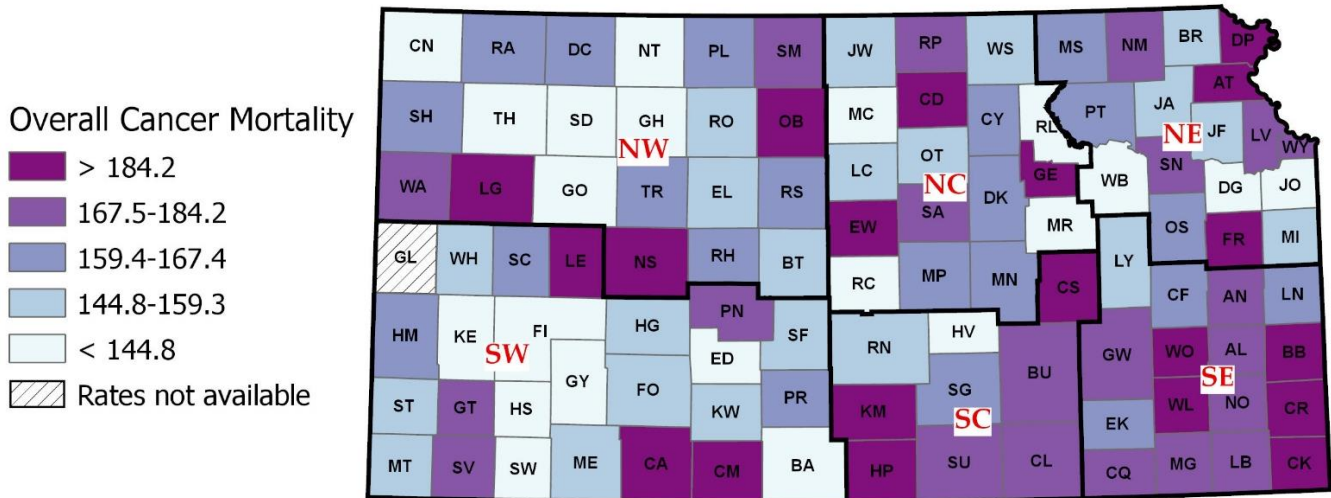 Overall Cancer Mortality
> 184.2
167.5-184.2
159.4-167.4
144.8-159.3
< 144.8
Rates not available
CN RA DC NT PL SM JW RP WS MS NM BR DP
SH TH SD GH RO OB MC CD CY RL PT JA AT
NW NE
JF LV WY
WA LG GO TR EL RS LC OT GE WB SN DG JO
NC
EW SA DK MR OS FR MI
GL WH SC LE NS RH BT RC MP MN CS LY
HM KE FI HG PN SF RN HV CF AN LN
SW ED
GY FO SG BU GW WO AL BB
SE
ST GT HS KW PR KM SC WL NO CR
EK
MT SV SW ME CA CM BA HP SU CL CQ MG LB CK